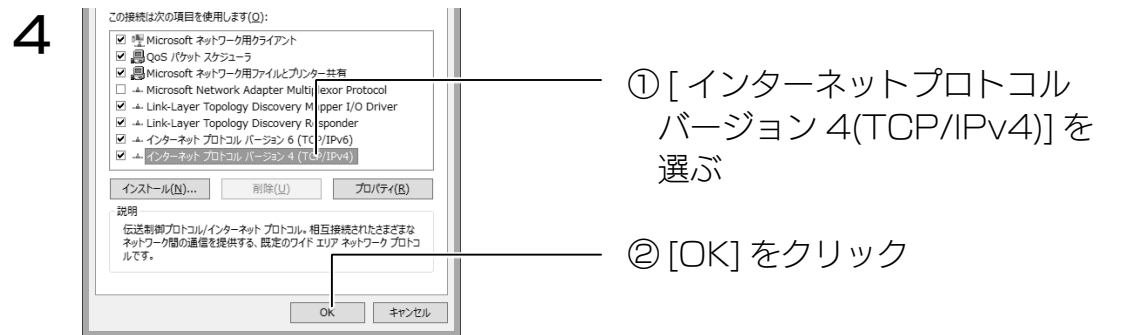 4
この接続は次の項目を使用します(O):
Microsoft ネットワーク用クライアント
QoS パケット スケジューラ
Microsoft ネットワーク用ファイルとプリンター共有
Microsoft Network Adapter Multiplexor Protocol
Link-Layer Topology Discovery Mapper I/O Driver
Link-Layer Topology Discovery Responder
インターネット プロトコル バージョン 6 (TCP/IPv6)
インターネット プロトコル バージョン 4 (TCP/IPv4)
インストール(N)... 削除(U) プロパティ(R)
説明
伝送制御プロトコル/インターネット プロトコル。相互接続されたさまざまな
ネットワーク間の通信を提供する、既定のワイド エリア ネットワーク プロトコ
ルです。
OK キャンセル
① [ インターネットプロトコル
バージョン 4(TCP/IPv4)] を
選ぶ
② [OK] をクリック